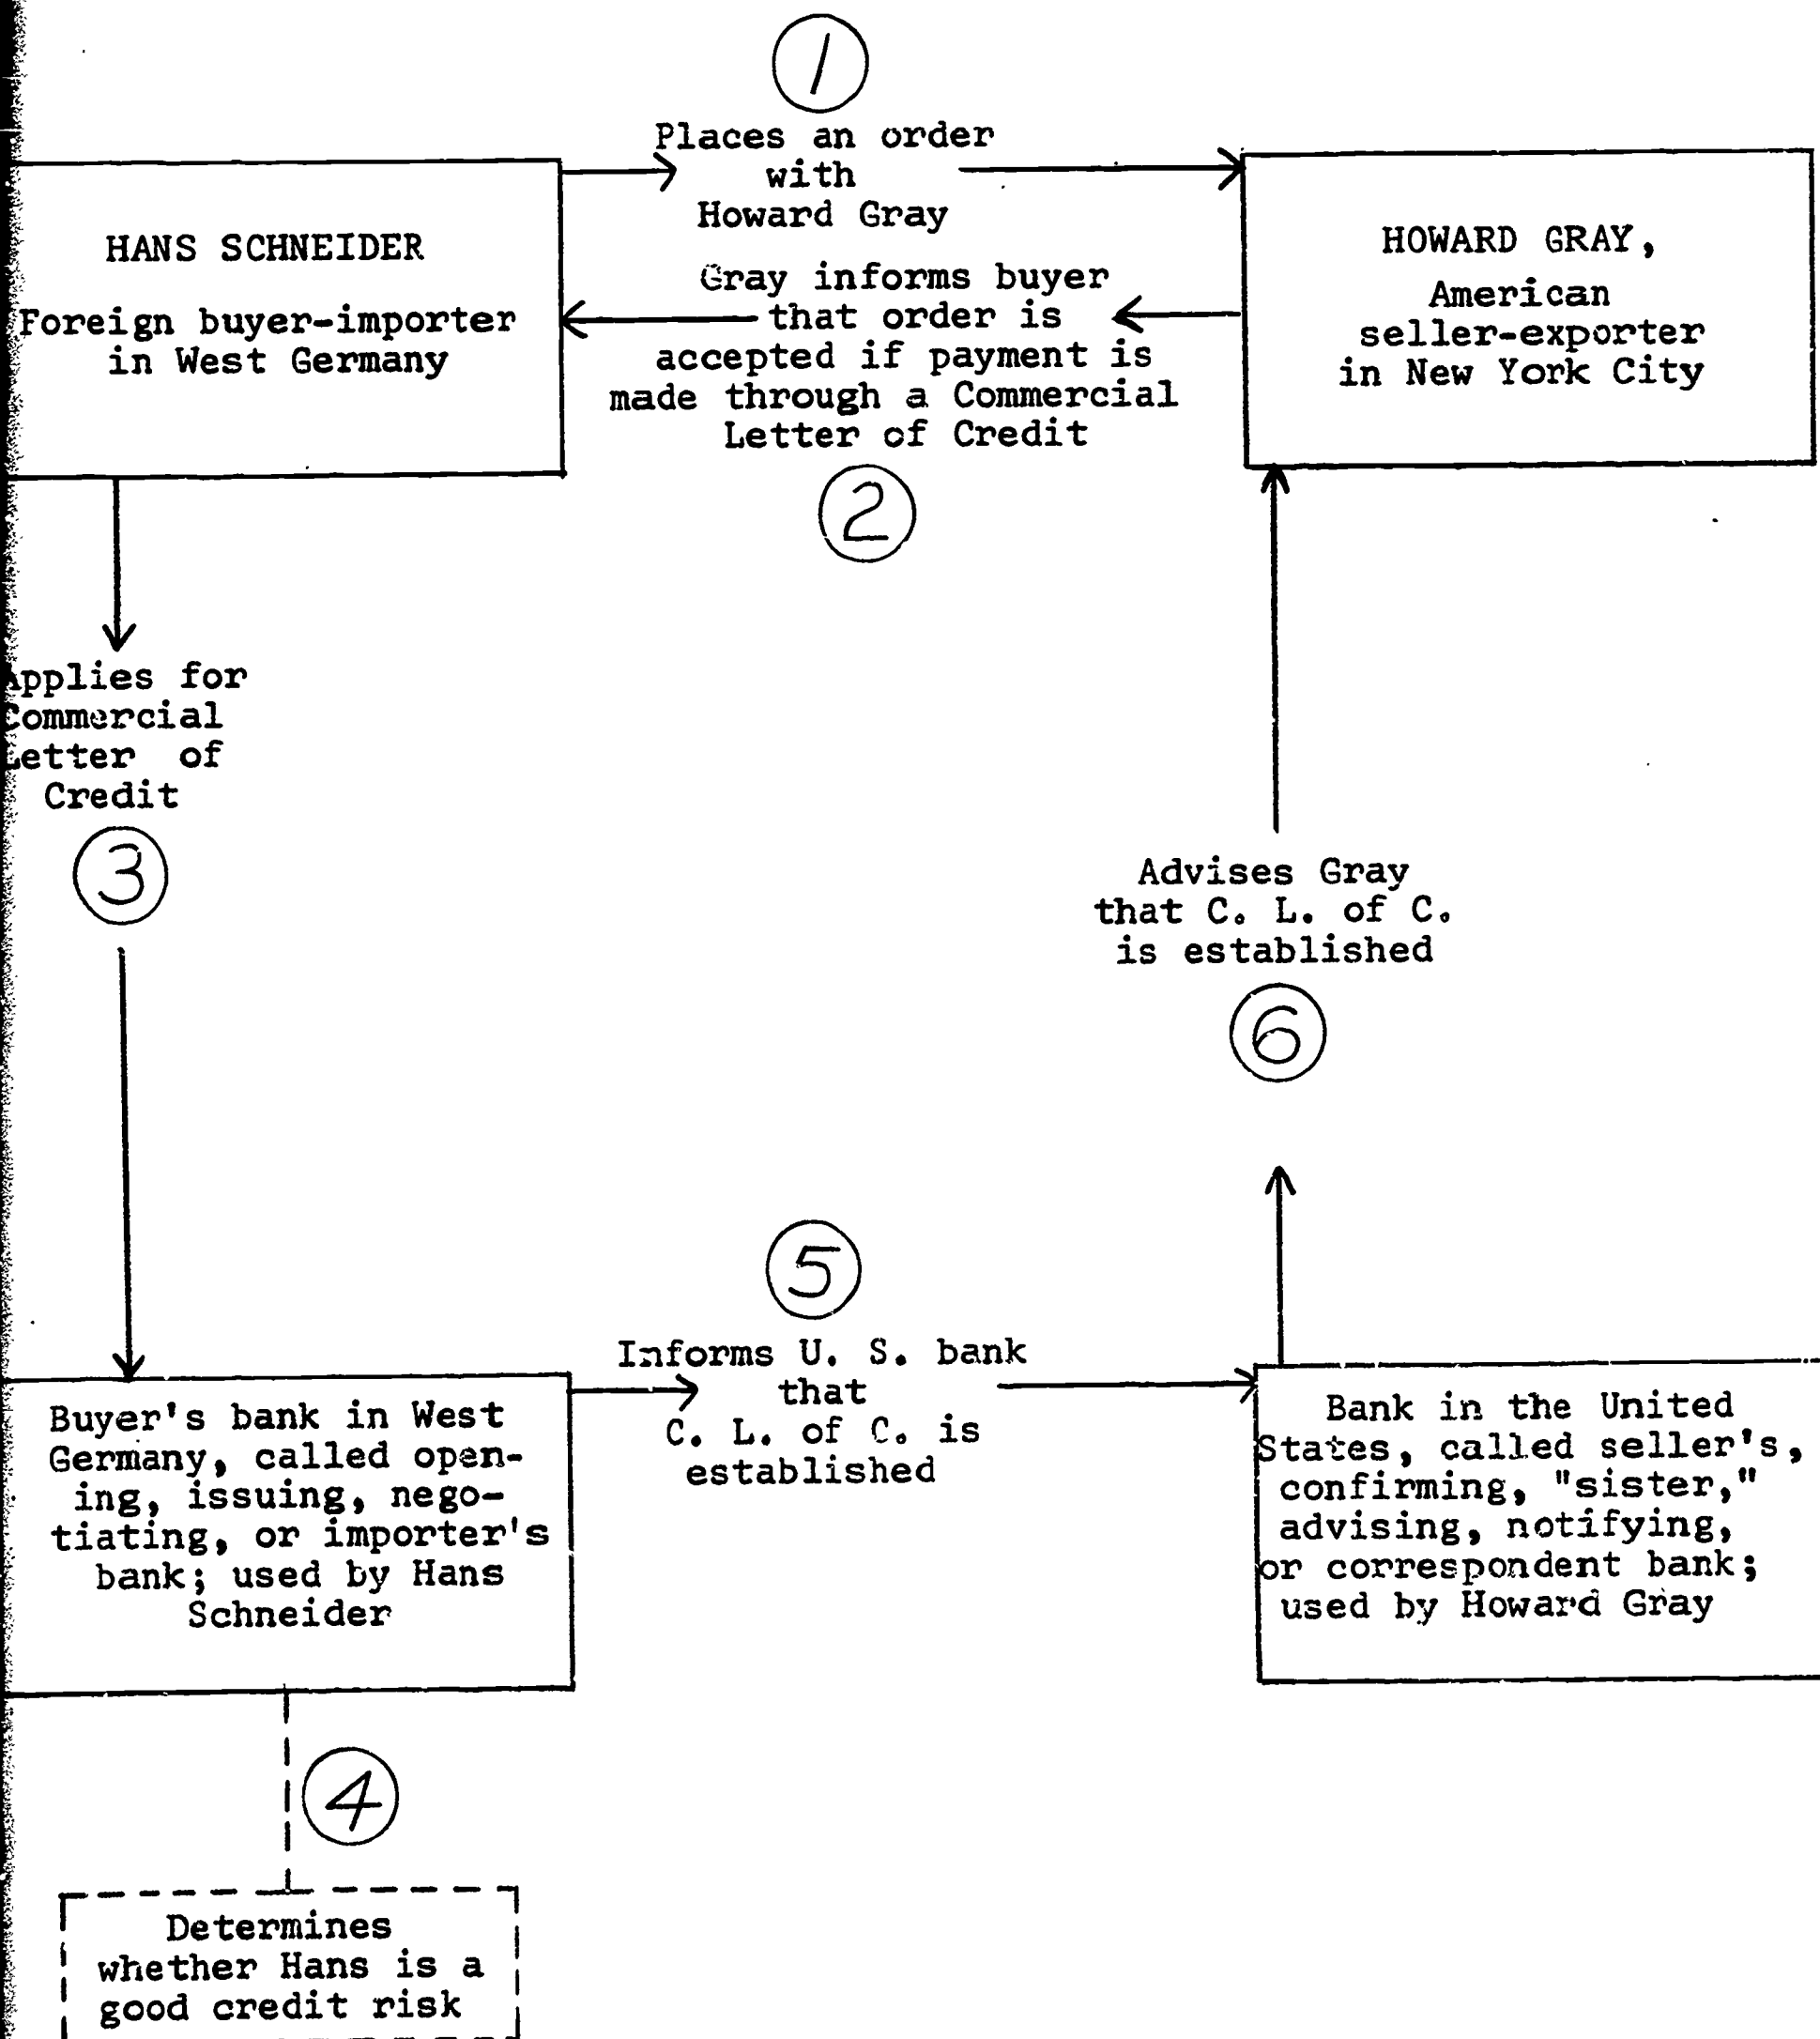 1
Places an order
with
Howard Gray
HANS SCHNEIDER
Foreign buyer-importer
in West Germany
HOWARD GRAY,
American
seller-exporter
in New York City
Gray informs buyer
that order is
accepted if payment is
made through a Commercial
Letter of Credit
2
Applies for
Commercial
Letter of
Credit
3
Advises Gray
that C. L. of C.
is established
6
5
Informs U. S. bank
that
C. L. of C. is
established
Buyer's bank in West
Germany, called open-
ing, issuing, nego-
tiating, or importer's
bank; used by Hans
Schneider
Bank in the United
States, called seller's,
confirming, "sister,"
advising, notifying,
or correspondent bank;
used by Howard Gray
4
Determines
whether Hans is a
good credit risk